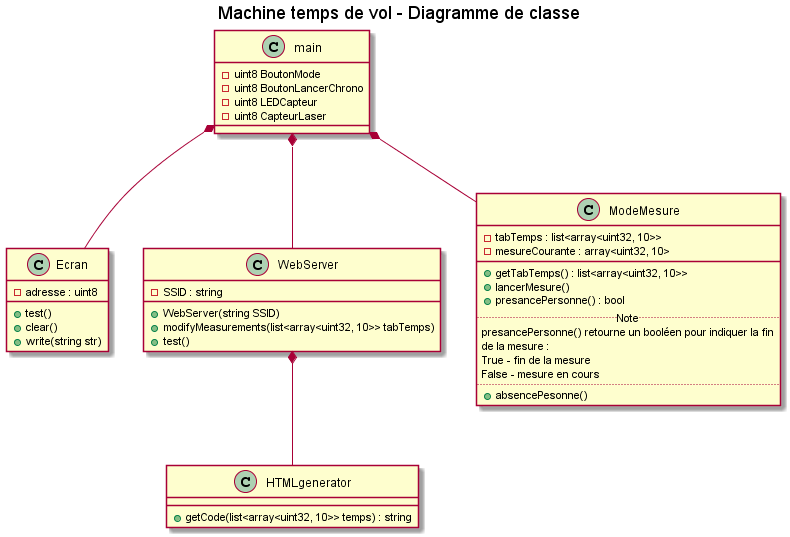 Machine temps de vol - Diagramme de classe
C main
uint8 BoutonMode
uint8 BoutonLancerChrono
uint8 LEDCapteur
uint8 CapteurLaser
C Ecran
adresse : uint8
test()
clear()
write(string str)
C WebServer
SSID : string
WebServer(string SSID)
modifyMeasurements(list<array<uint32, 10>> tabTemps)
test()
C ModeMesure
tabTemps : list<array<uint32, 10>>
mesureCourante : array<uint32, 10>
getTabTemps() : list<array<uint32, 10>>
lancerMesure()
presancePersonne() : bool
Note
presancePersonne() retourne un booléen pour indiquer la fin
de la mesure :
True - fin de la mesure
False - mesure en cours
absencePesonne()
C HTMLgenerator
getCode(list<array<uint32, 10>> temps) : string